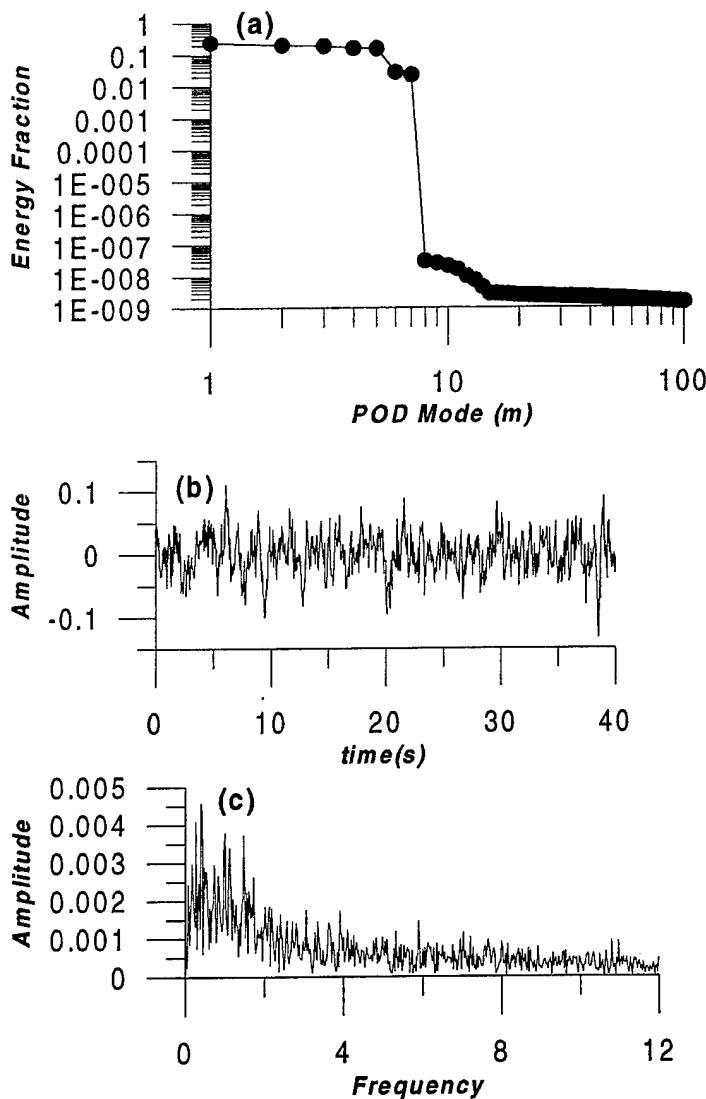 (a)
1
0.1
0.01
0.001
0.0001
1E-005
1E-006
1E-007
1E-008
1E-009
Energy Fraction
1 10 100
POD Mode (m)
(b)
0.1
0
-0.1
Amplitude
0 10 20 30 40
time(s)
(c)
0.005
0.004
0.003
0.002
0.001
0
Amplitude
0 4 8 12
Frequency